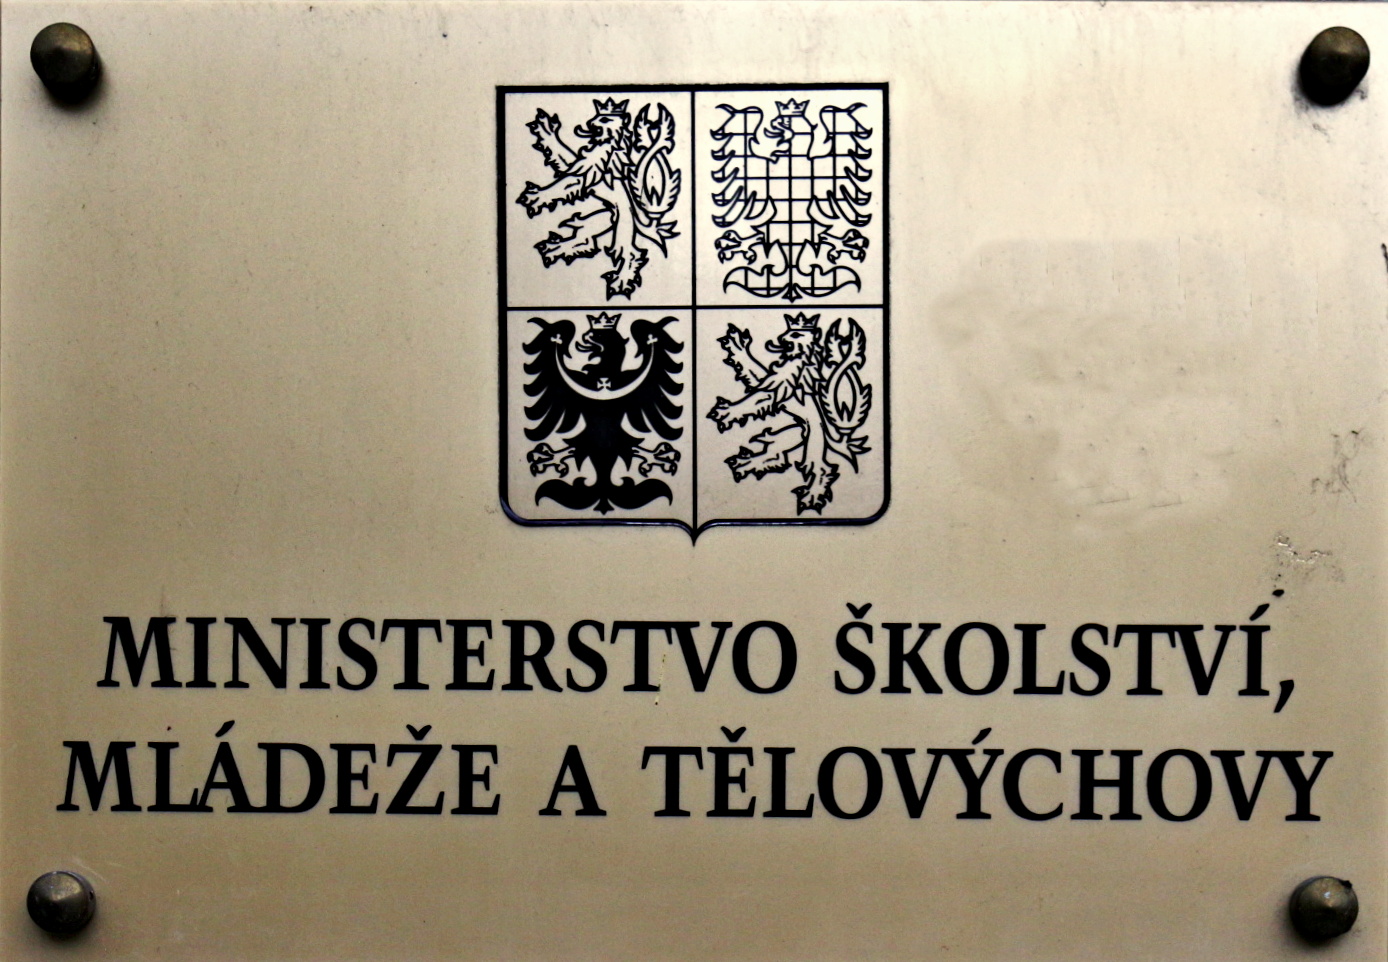 MINISTERSTVO ŠKOLSTVÍ,
MLÁDEŽE A TĚLOVÝCHOVY